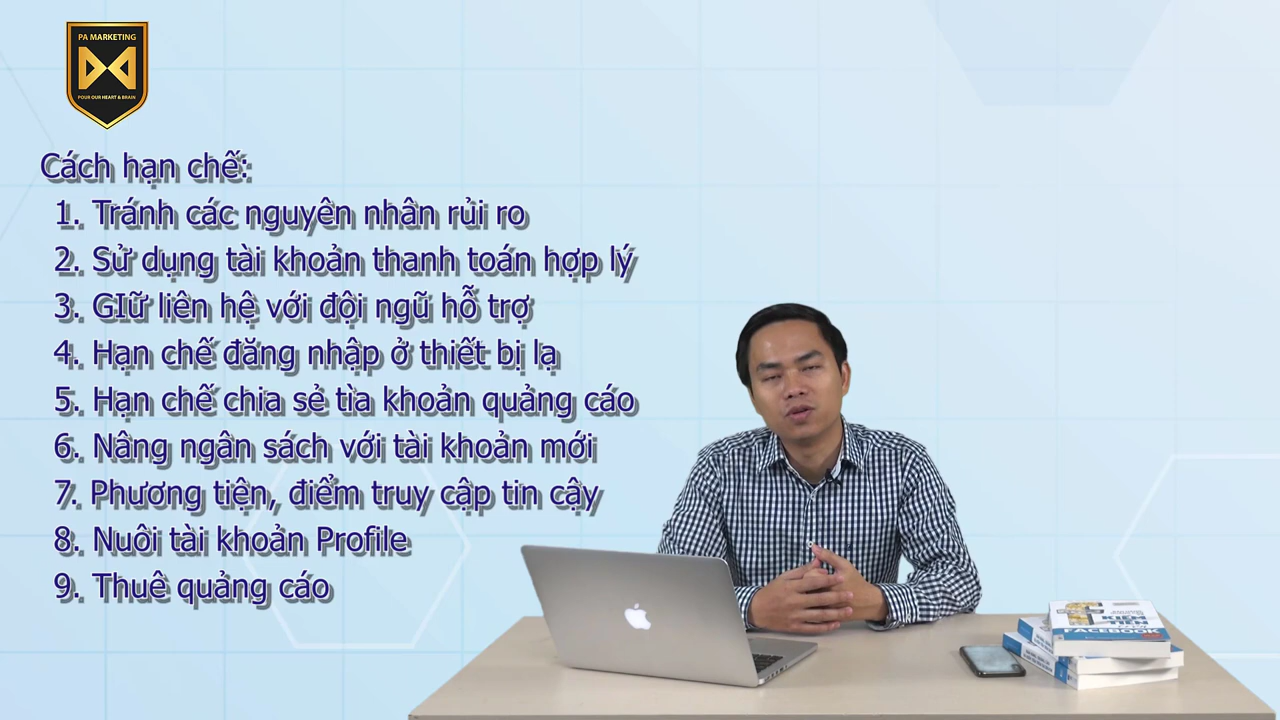 PA MARKETING
POUR OUR HEART & BRAIN
Cách hạn chế:
1. Tránh các nguyên nhân rủi ro
2. Sử dụng tài khoản thanh toán hợp lý
3. GIữ liên hệ với đội ngũ hỗ trợ
4. Hạn chế đăng nhập ở thiết bị lạ
5. Hạn chế chia sẻ tìa khoản quảng cáo
6. Nâng ngân sách với tài khoản mới
7. Phương tiện, điểm truy cập tin cậy
8. Nuôi tài khoản Profile
9. Thuê quảng cáo
KIẾM
TIỀN
FACEBOOK